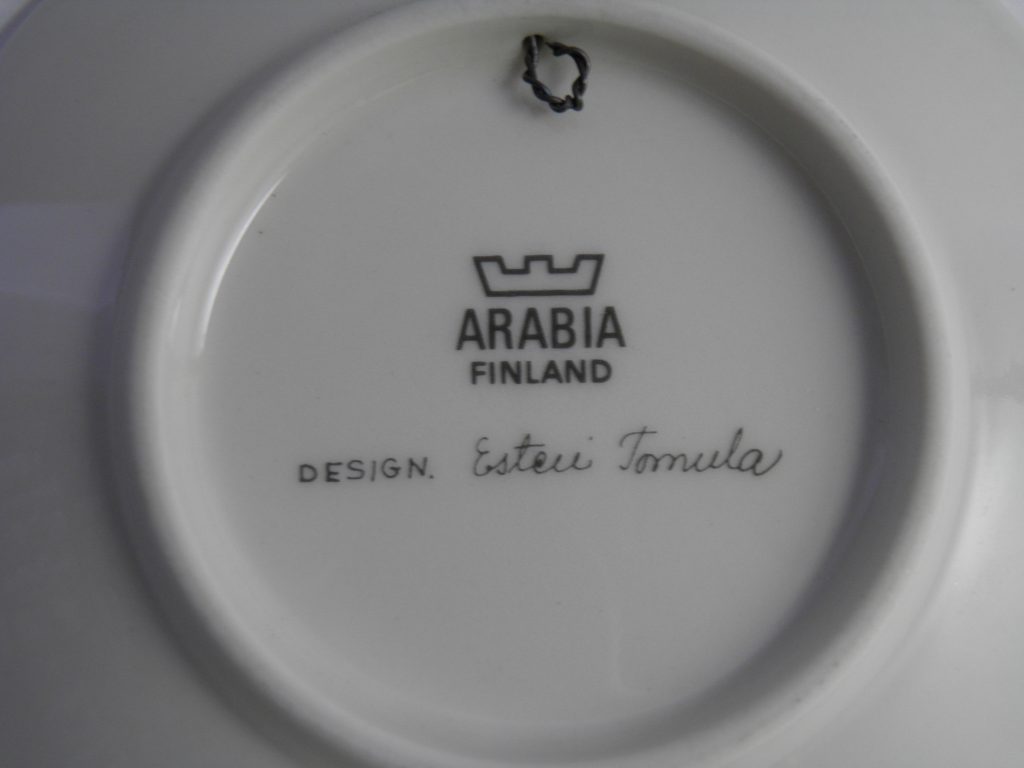 ARABIA
FINLAND
DESIGN. Esteri Tomula